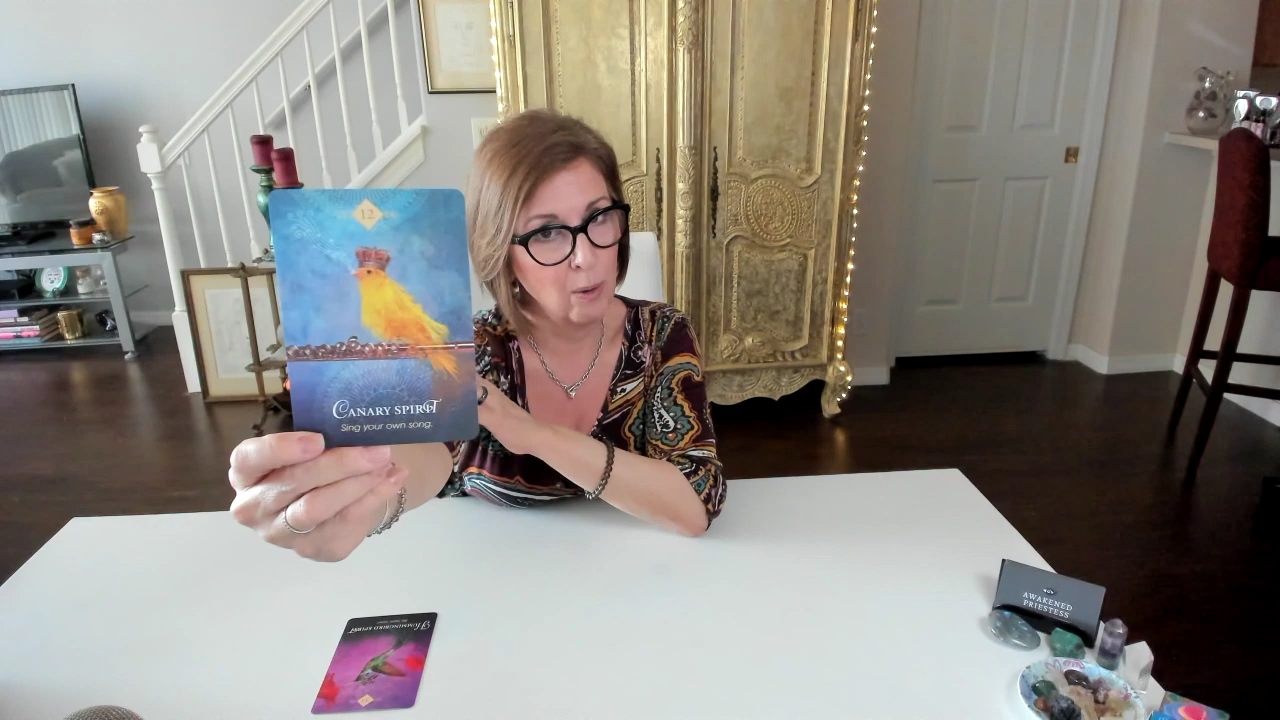 12
CANARY SPIRIT
Sing your own song.
HUMMINGBIRD SPIRIT
AWAKENED
PRIESTESS